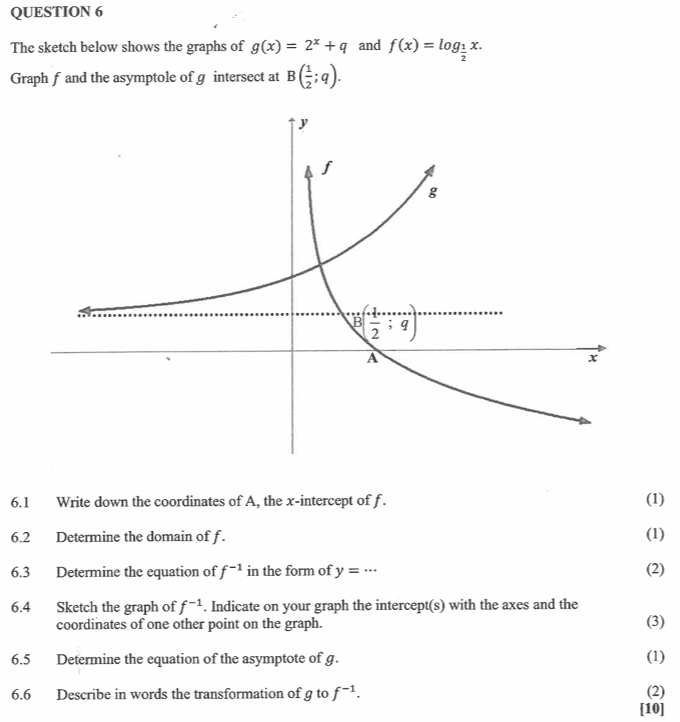 QUESTION 6
The sketch below shows the graphs of g(x) = 2ˣ + q and f(x) = log_{1/2} x.
Graph f and the asymptole of g intersect at B(1/2; q).
y
f
g
B(1/2 ; q)
A
x
6.1 Write down the coordinates of A, the x-intercept of f. (1)
6.2 Determine the domain of f. (1)
6.3 Determine the equation of f⁻¹ in the form of y = ⋯ (2)
6.4 Sketch the graph of f⁻¹. Indicate on your graph the intercept(s) with the axes and the
coordinates of one other point on the graph. (3)
6.5 Determine the equation of the asymptote of g. (1)
6.6 Describe in words the transformation of g to f⁻¹. (2)
[10]